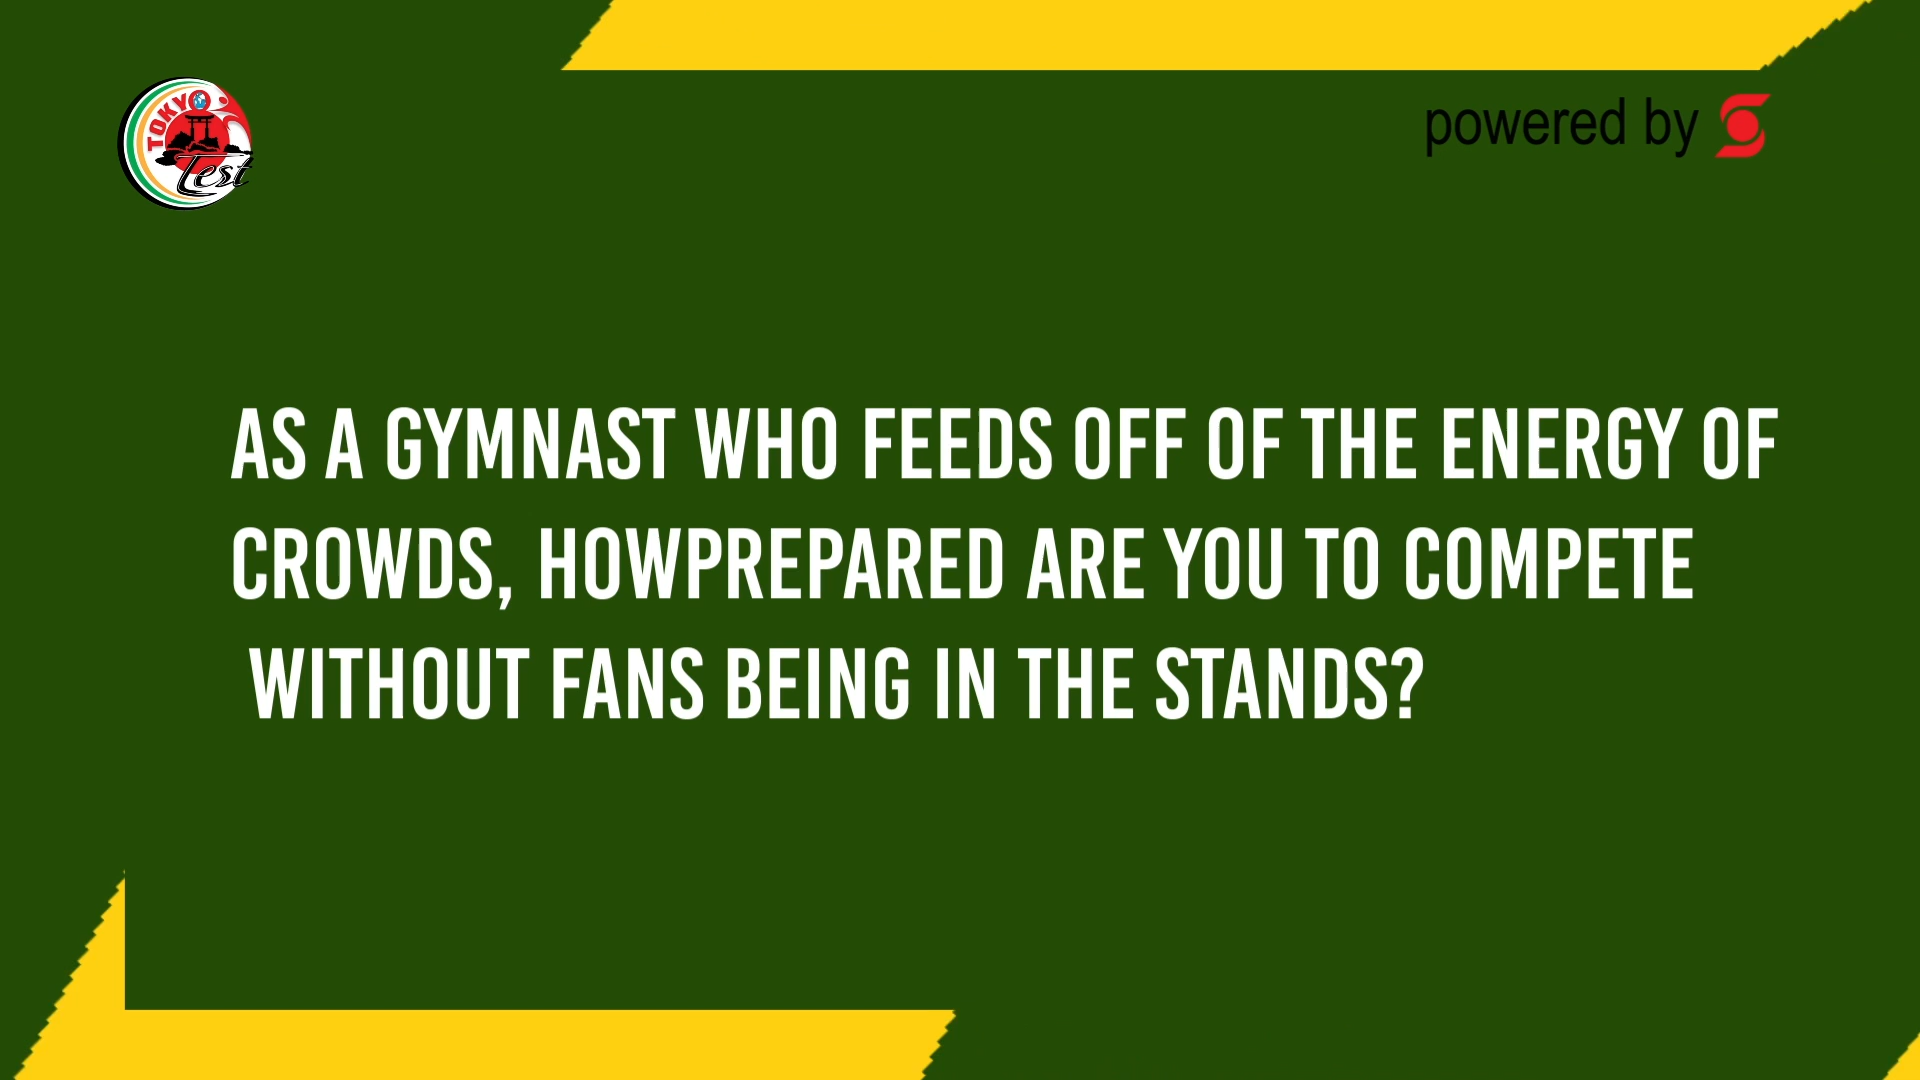 TOKYO
Test
powered by
AS A GYMNAST WHO FEEDS OFF OF THE ENERGY OF
CROWDS, HOWPREPARED ARE YOU TO COMPETE
WITHOUT FANS BEING IN THE STANDS?